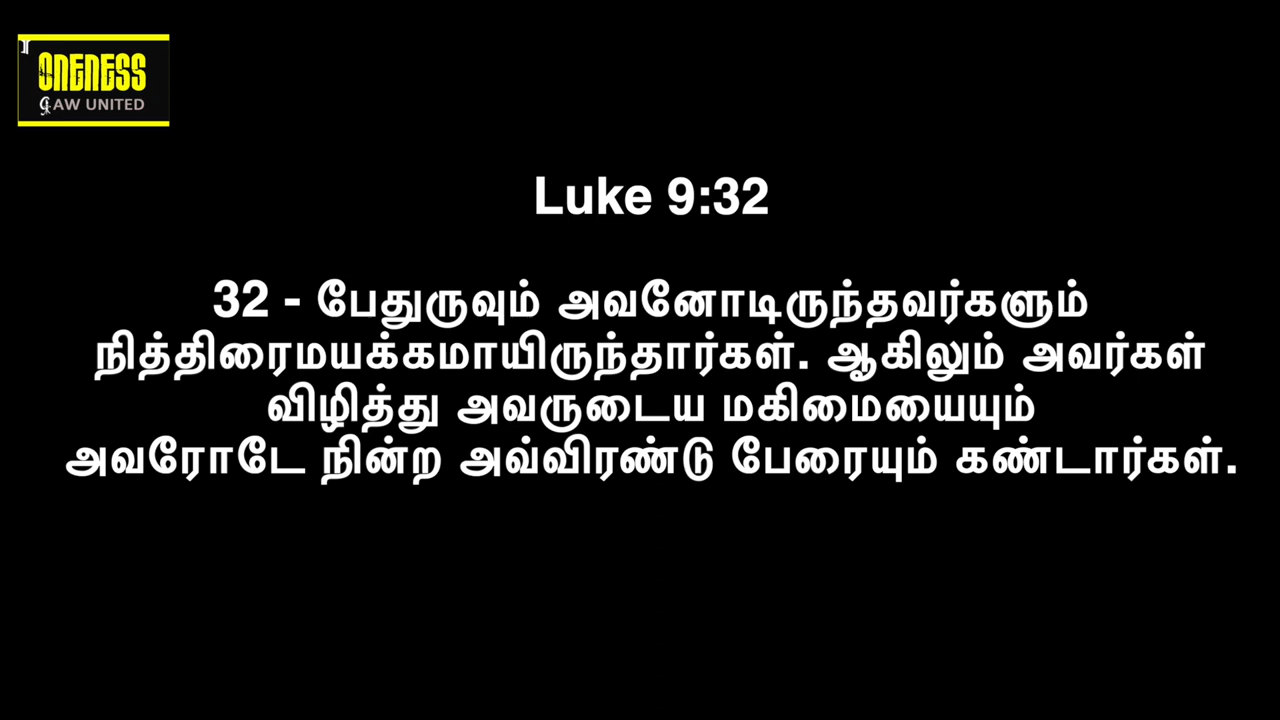 ONENESS
GAW UNITED
Luke 9:32
32 - பேதுருவும் அவனோடிருந்தவர்களும்
நித்திரைமயக்கமாயிருந்தார்கள். ஆகிலும் அவர்கள்
விழித்து அவருடைய மகிமையையும்
அவரோடே நின்ற அவ்விரண்டு பேரையும் கண்டார்கள்.